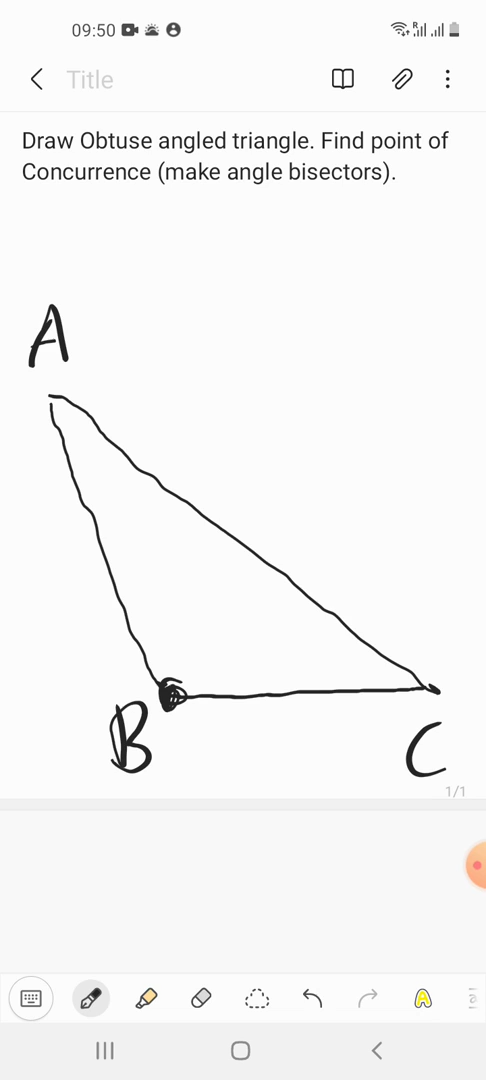 09:50
Title
Draw Obtuse angled triangle. Find point of
Concurrence (make angle bisectors).
A
B
C
1/1
A